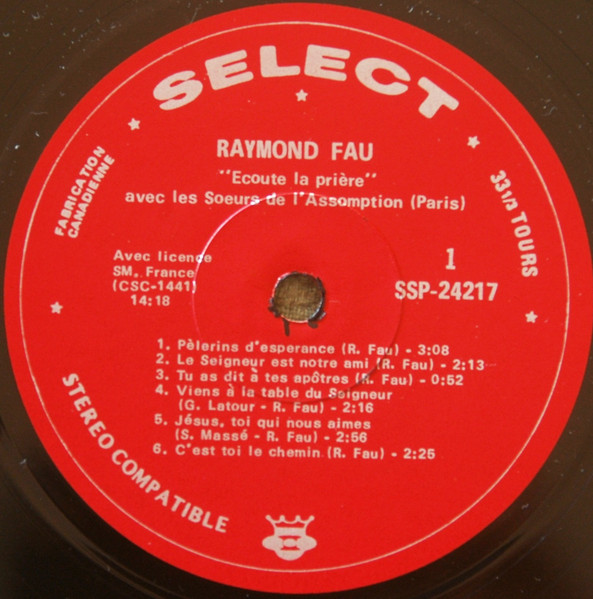 SELECT
RAYMOND FAU
"Ecoute la prière"
avec les Soeurs de l'Assomption (Paris)
FABRICATION
CANADIENNE
33 1/3 TOURS
Avec licence
SM. France
(CSC-1441)
14:18
1
SSP-24217
1. Pèlerins d'esperance (R. Fau) - 3:08
2. Le Seigneur est notre ami (R. Fau) - 2:13
3. Tu as dit à tes apôtres (R. Fau) - 0:52
4. Viens à la table du Seigneur
(G. Latour - R. Fau) - 2:16
5. Jésus, toi qui nous aimes
(S. Massé - R. Fau) - 2:56
6. C'est toi le chemin (R. Fau) - 2:25
STEREO COMPATIBLE